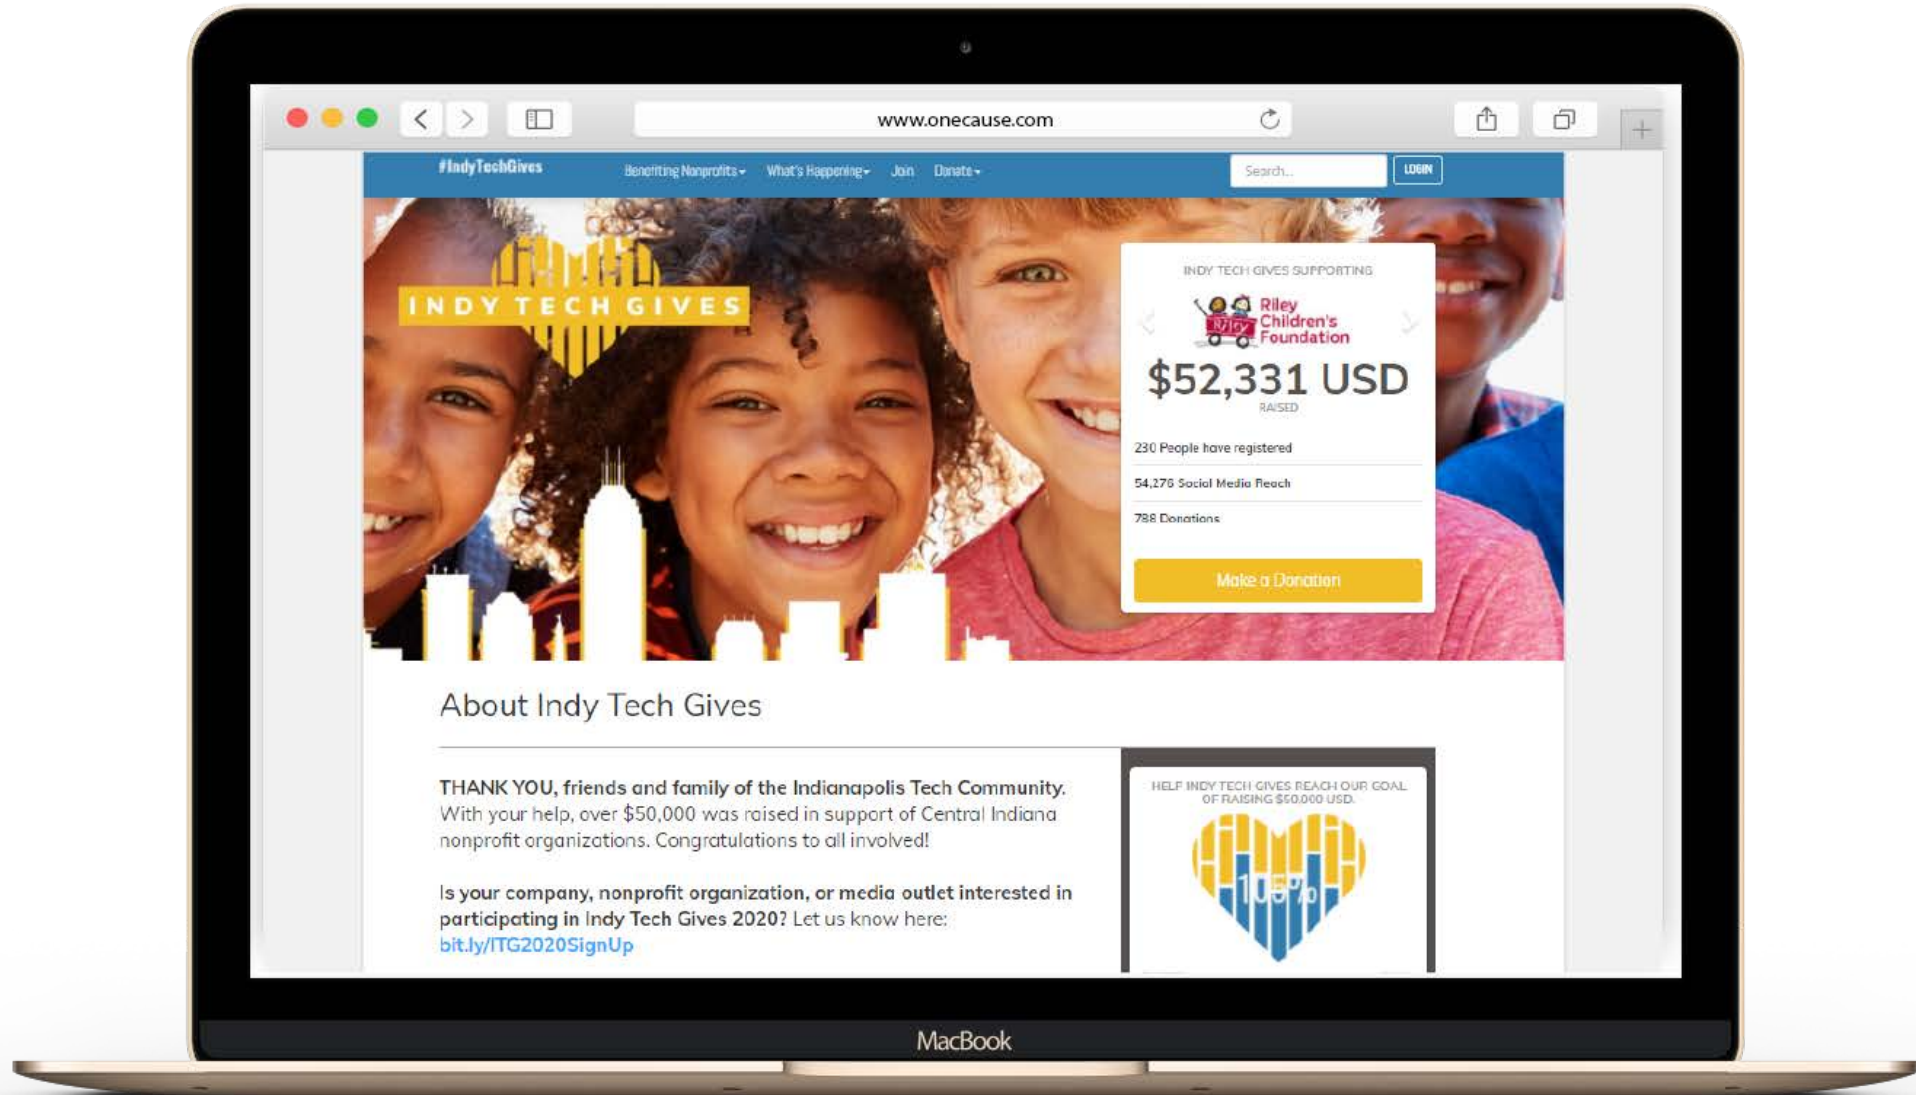 www.onecause.com
#IndyTechGives
Benefiting Nonprofits
What's Happening
Join
Donate
Search...
LOGIN
INDY TECH GIVES
INDY TECH GIVES SUPPORTING
Riley
Riley
Children's
Foundation
$52,331 USD
RAISED
230 People have registered
54,276 Social Media Reach
788 Donations
Make a Donation
About Indy Tech Gives
THANK YOU, friends and family of the Indianapolis Tech Community.
With your help, over $50,000 was raised in support of Central Indiana
nonprofit organizations. Congratulations to all involved!
Is your company, nonprofit organization, or media outlet interested in
participating in Indy Tech Gives 2020? Let us know here:
bit.ly/ITG2020SignUp
HELP INDY TECH GIVES REACH OUR GOAL
OF RAISING $50,000 USD.
105%
MacBook